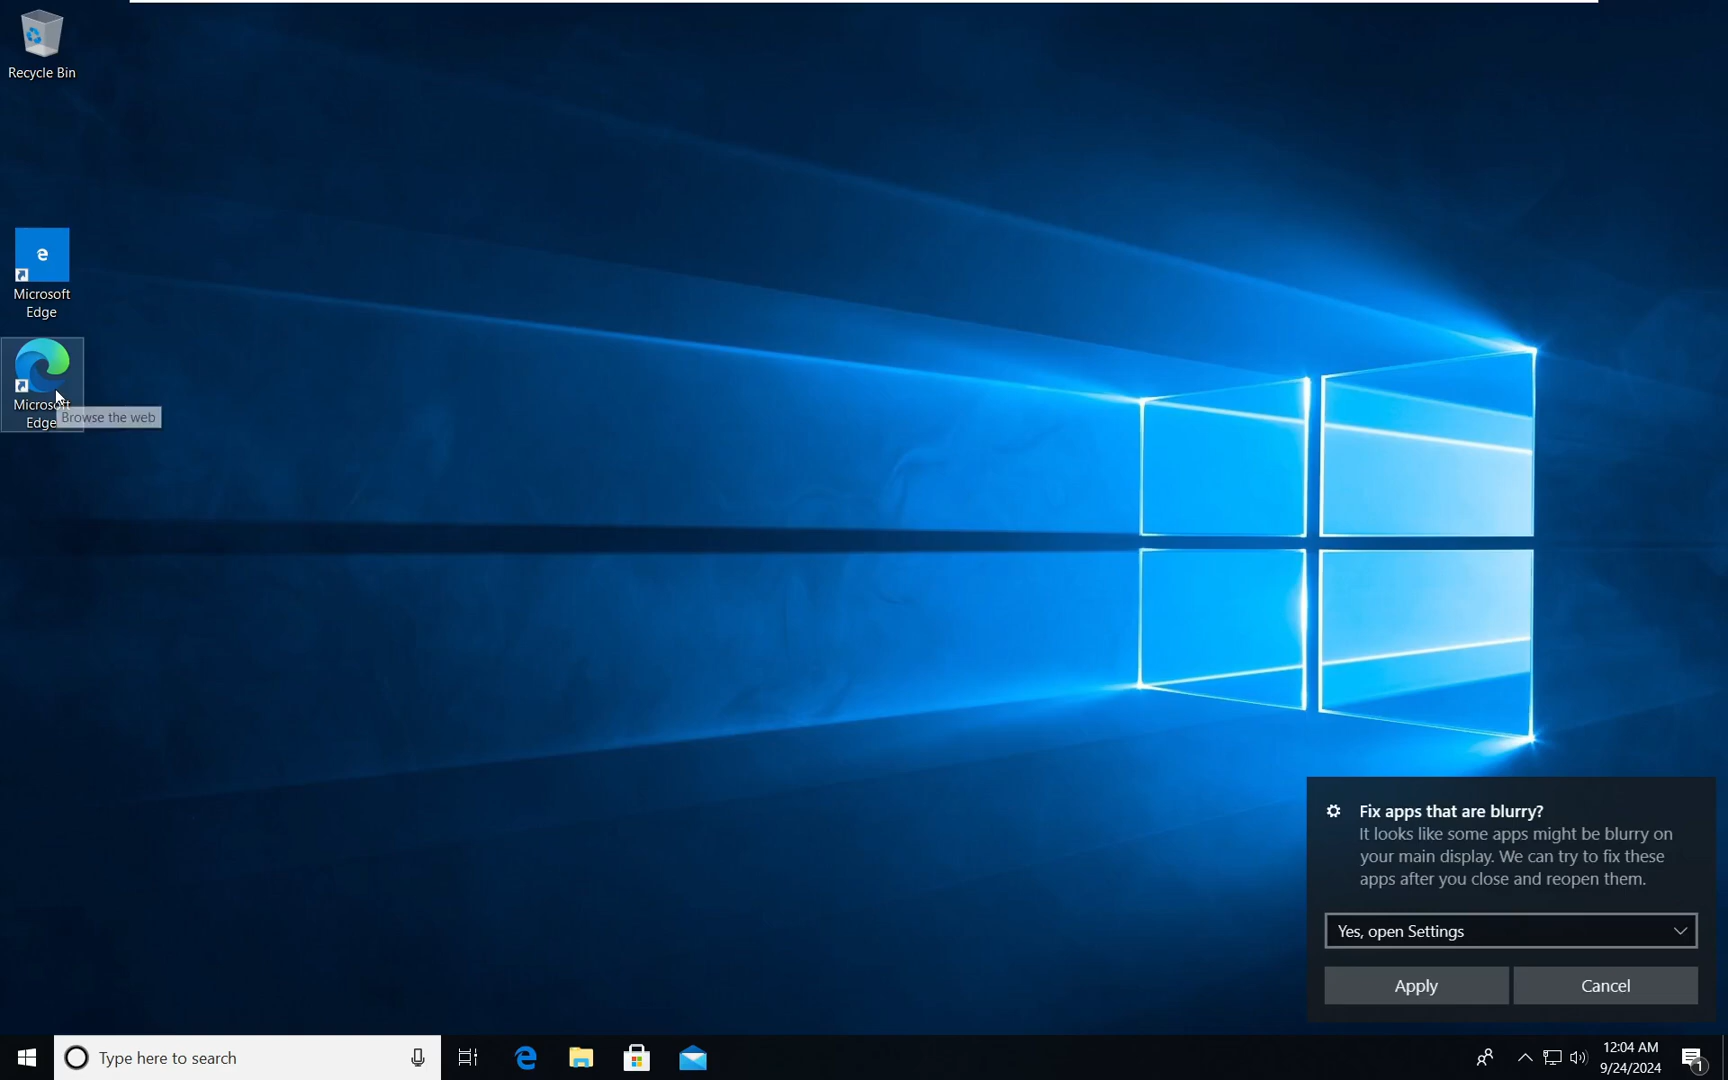 Recycle Bin
Microsoft
Edge
Microsoft
Edge
Browse the web
Fix apps that are blurry?
It looks like some apps might be blurry on
your main display. We can try to fix these
apps after you close and reopen them.
Yes, open Settings
Apply
Cancel
Type here to search
12:04 AM
9/24/2024
1